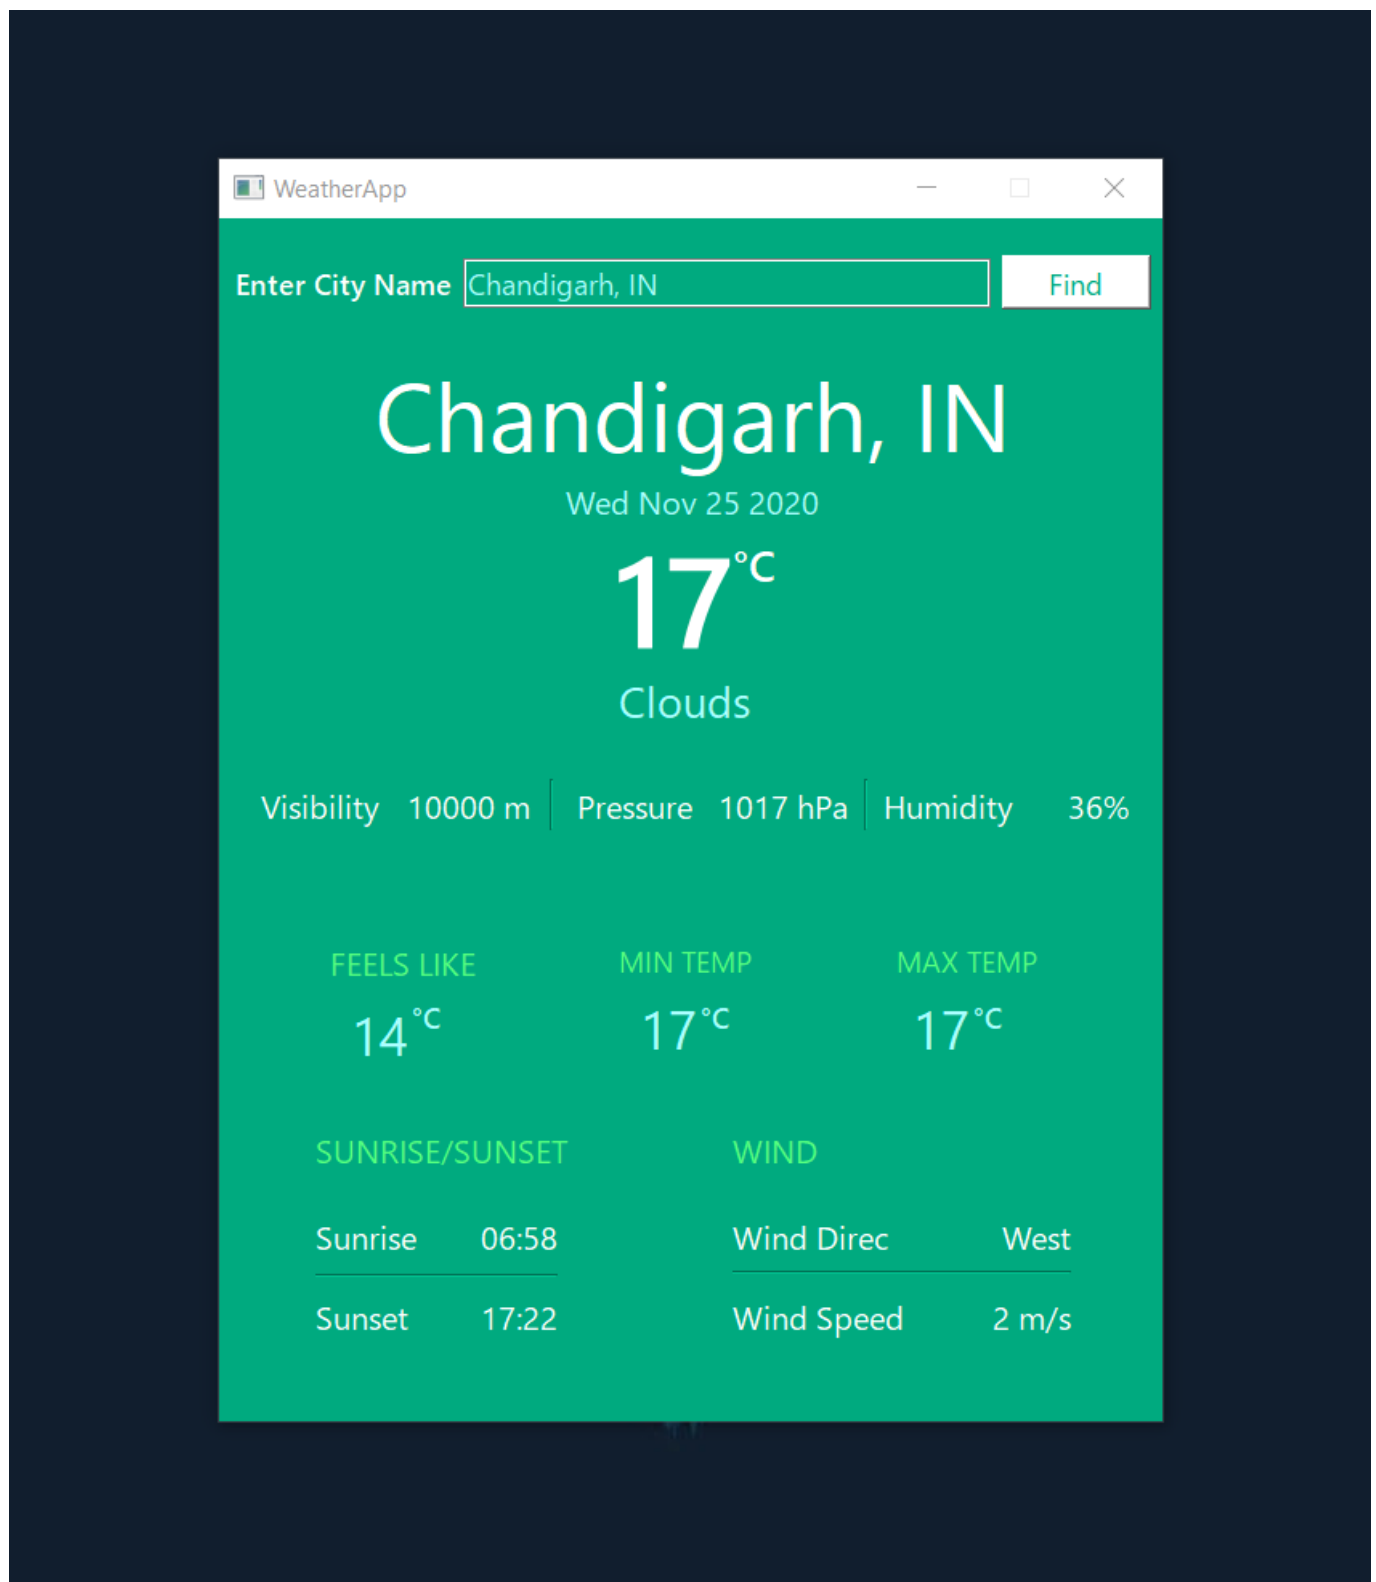 WeatherApp
Enter City Name Chandigarh, IN Find
Chandigarh, IN
Wed Nov 25 2020
17°C
Clouds
Visibility 10000 m Pressure 1017 hPa Humidity 36%
FEELS LIKE MIN TEMP MAX TEMP
14°C 17°C 17°C
SUNRISE/SUNSET WIND
Sunrise 06:58 Wind Direc West
Sunset 17:22 Wind Speed 2 m/s